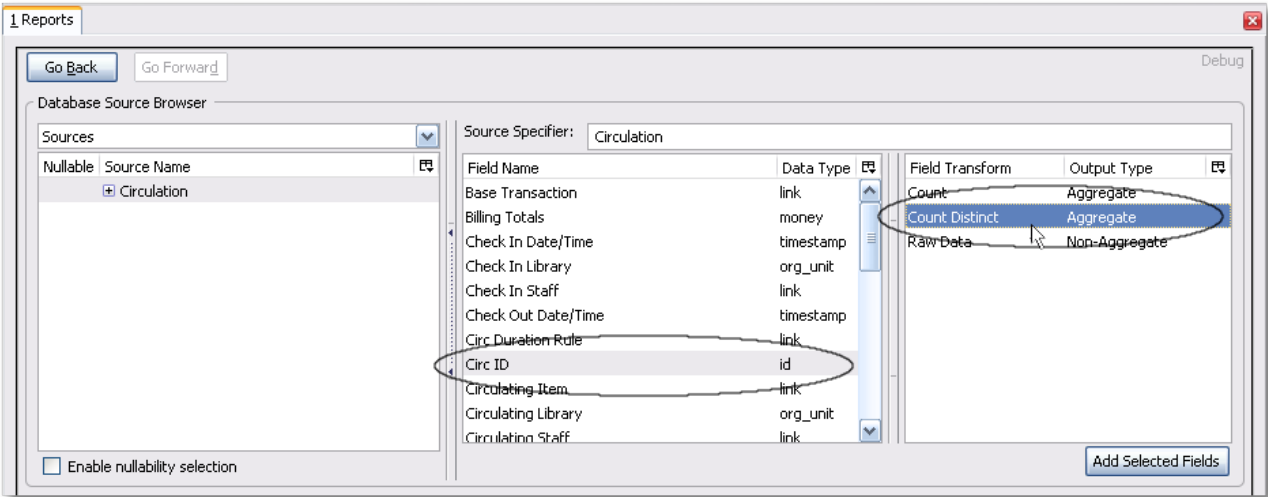 1 Reports
Go Back Go Forward Debug
Database Source Browser
Sources
Nullable Source Name
Circulation
Enable nullability selection
Source Specifier: Circulation
Field Name Data Type
Base Transaction link
Billing Totals money
Check In Date/Time timestamp
Check In Library org_unit
Check In Staff link
Check Out Date/Time timestamp
Circ Duration Rule link
Circ ID id
Circulating Item link
Circulating Library org_unit
Circulating Staff link
Field Transform Output Type
Count Aggregate
Count Distinct Aggregate
Raw Data Non-Aggregate
Add Selected Fields